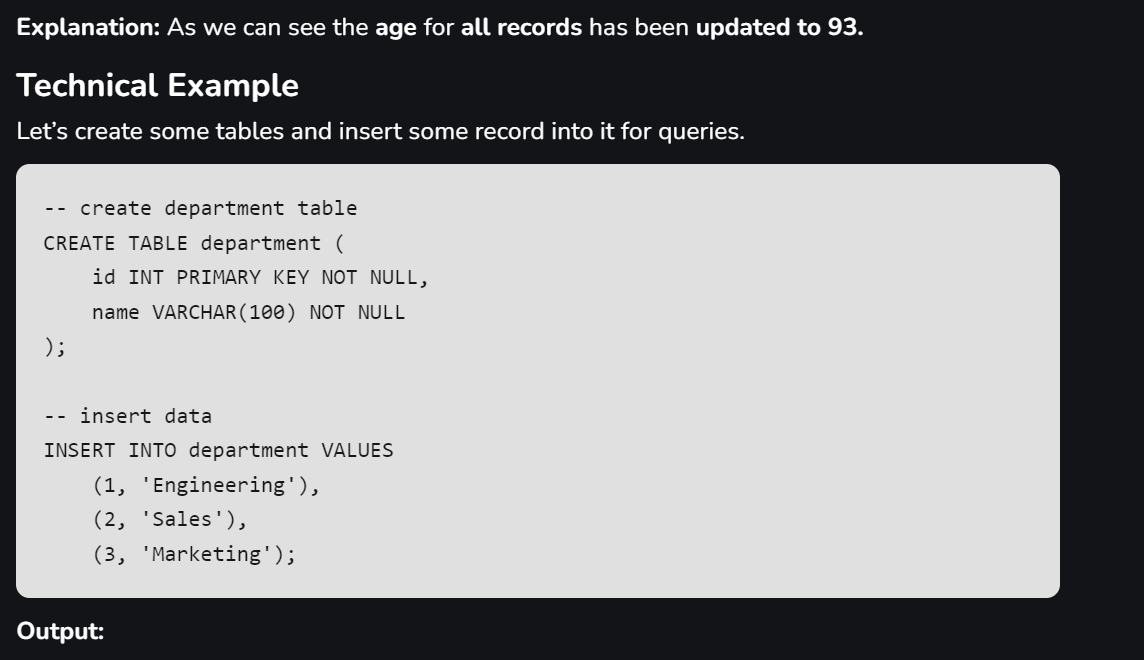 Explanation: As we can see the age for all records has been updated to 93.
Technical Example
Let’s create some tables and insert some record into it for queries.
-- create department table
CREATE TABLE department (
    id INT PRIMARY KEY NOT NULL,
    name VARCHAR(100) NOT NULL
);
-- insert data
INSERT INTO department VALUES
    (1, 'Engineering'),
    (2, 'Sales'),
    (3, 'Marketing');
Output: